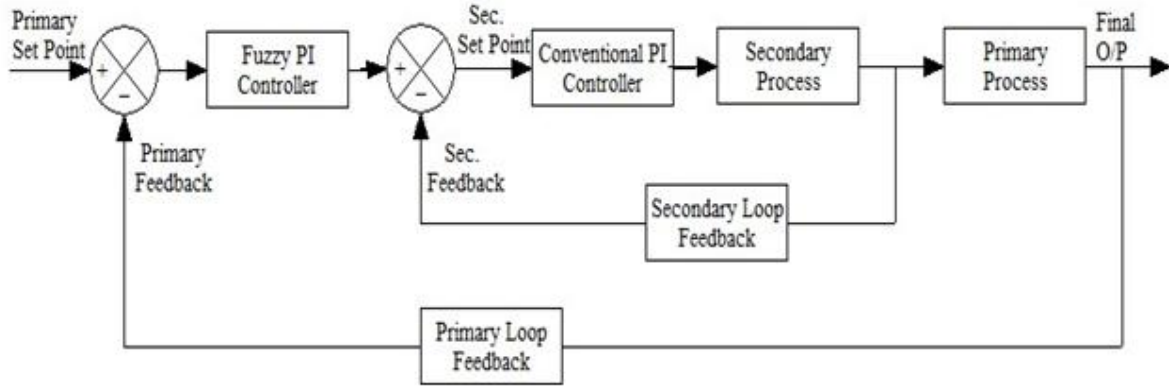 Primary
Set Point
+
−
Fuzzy PI
Controller
+
−
Sec.
Set Point
Conventional PI
Controller
Secondary
Process
Primary
Process
Final
O/P
Primary
Feedback
Sec.
Feedback
Secondary Loop
Feedback
Primary Loop
Feedback